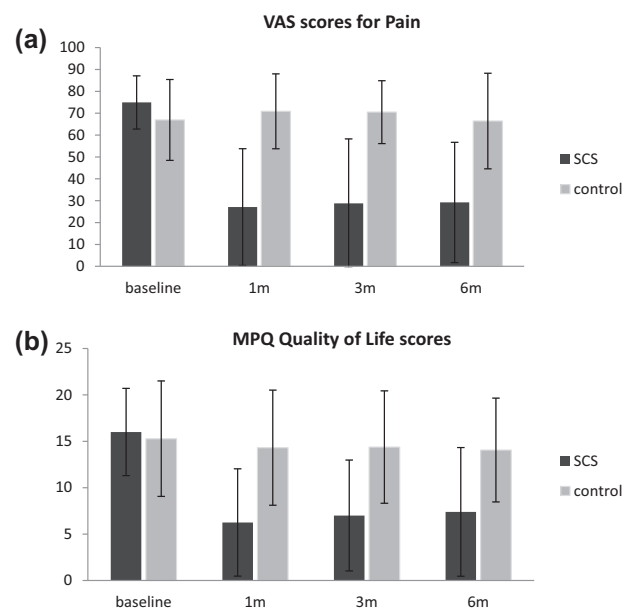 (a)
VAS scores for Pain
100
90
80
70
60
50
40
30
20
10
0
baseline 1m 3m 6m
SCS
control
(b)
MPQ Quality of Life scores
25
20
15
10
5
0
baseline 1m 3m 6m
SCS
control